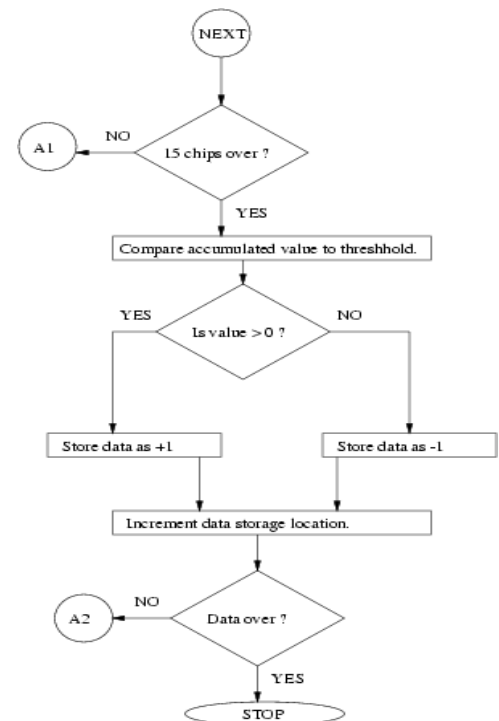 NEXT
NO
A1
15 chips over ?
YES
Compare accumulated value to threshhold.
YES
NO
Is value > 0 ?
Store data as +1
Store data as -1
Increment data storage location.
NO
A2
Data over ?
YES
STOP